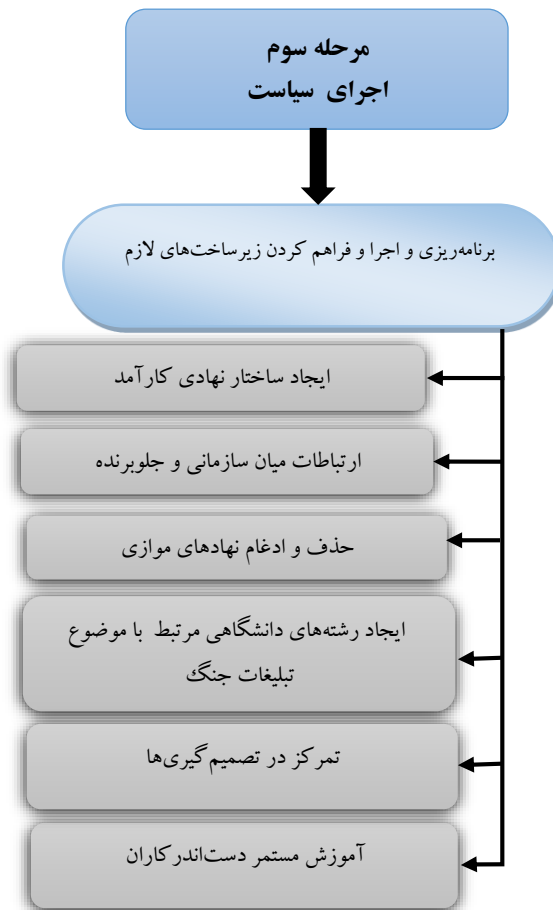 مرحله سوم
اجرای سیاست
برنامه‌ریزی و اجرا و فراهم کردن زیرساخت‌های لازم
ایجاد ساختار نهادی کارآمد
ارتباطات میان سازمانی و جلوبرنده
حذف و ادغام نهادهای موازی
ایجاد رشته‌های دانشگاهی مرتبط با موضوع
تبلیغات جنگ
تمرکز در تصمیم‌گیری‌ها
آموزش مستمر دست‌اندرکاران